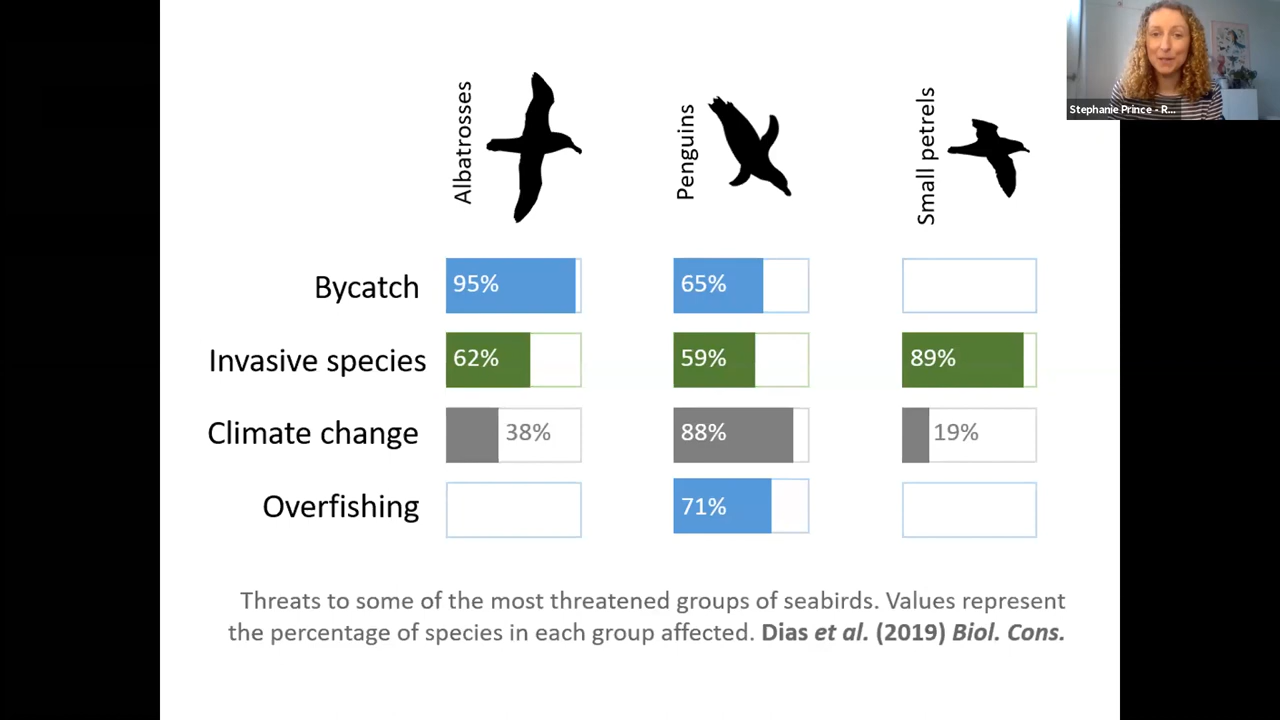 Stephanie Prince - R...
Albatrosses
Penguins
Small petrels
Bycatch
95%
65%
Invasive species
62%
59%
89%
Climate change
38%
88%
19%
Overfishing
71%
Threats to some of the most threatened groups of seabirds. Values represent
the percentage of species in each group affected. Dias et al. (2019) Biol. Cons.